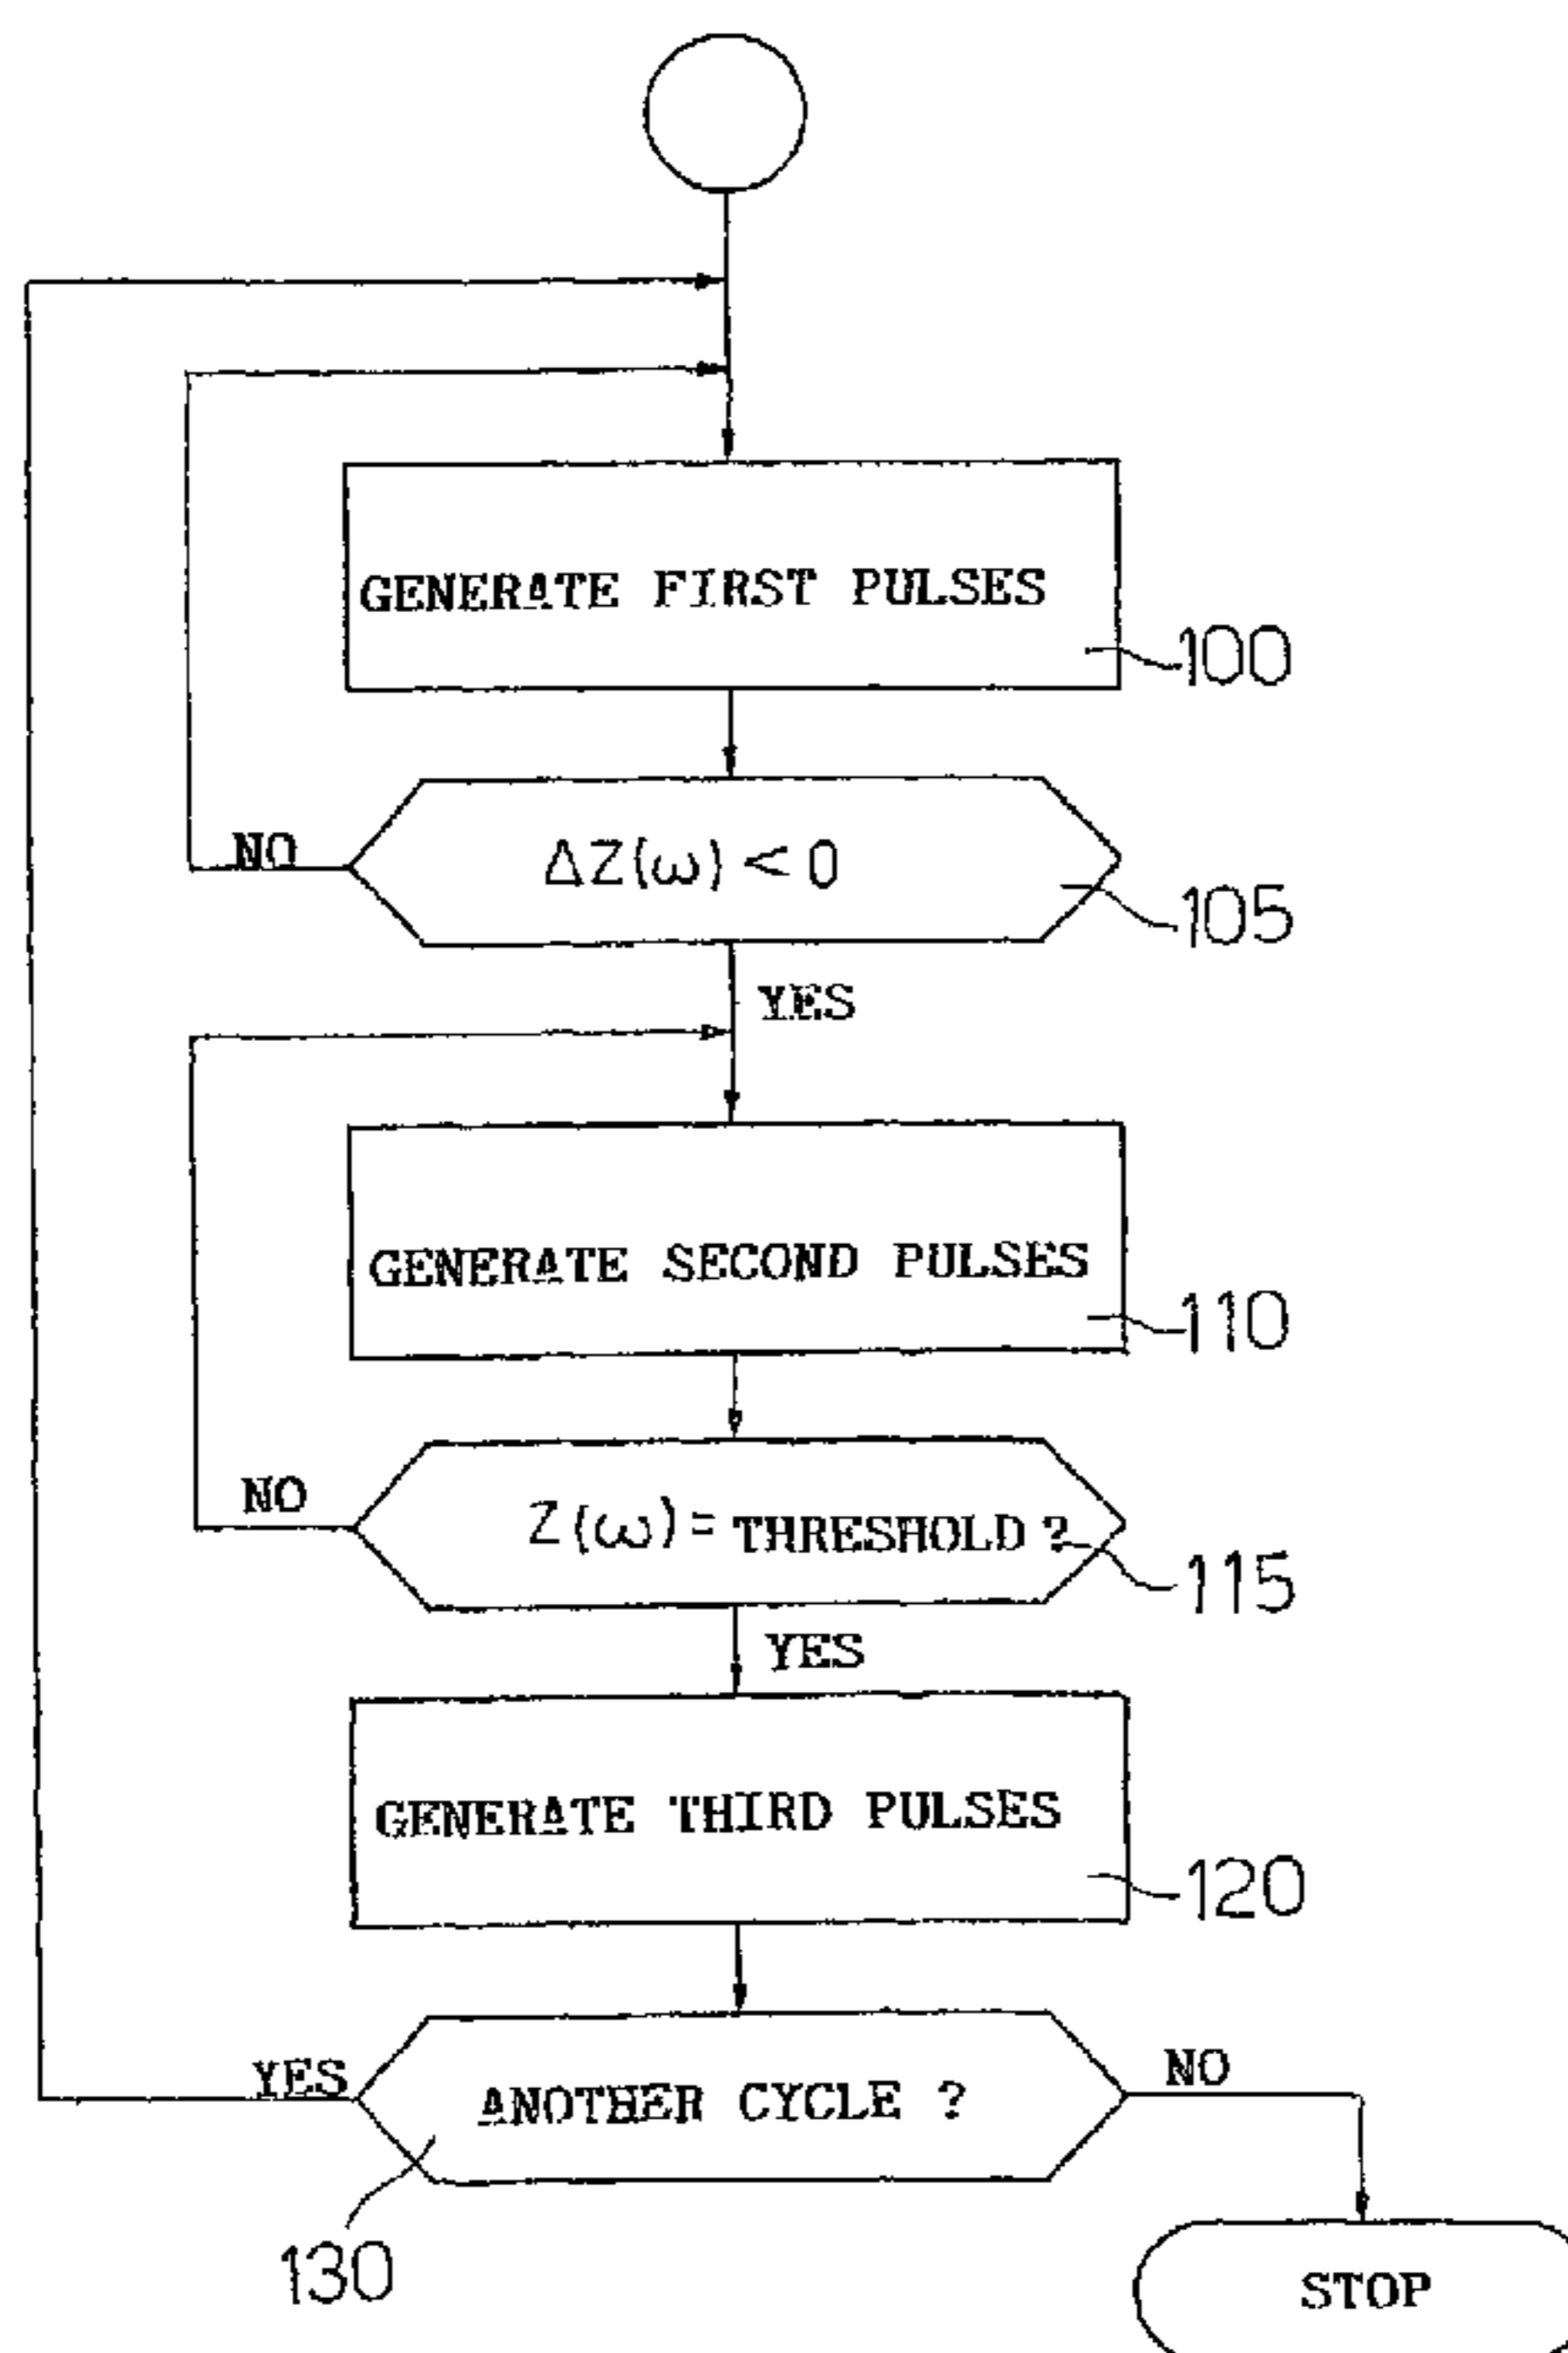 GENERATE FIRST PULSES
100
NO
ΔZ(ω) < 0
105
YES
GENERATE SECOND PULSES
110
NO
Z(ω) = THRESHOLD ?
115
YES
GENERATE THIRD PULSES
120
YES
ANOTHER CYCLE ?
NO
130
STOP